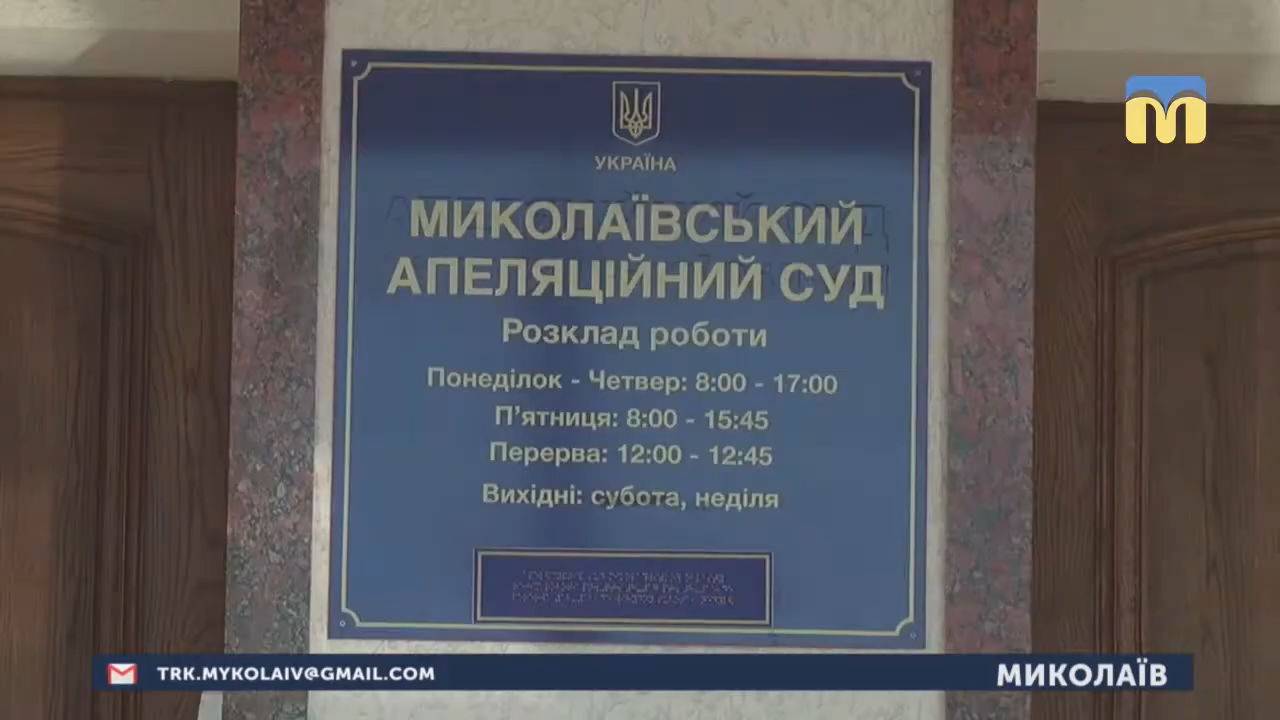 УКРАЇНА
МИКОЛАЇВСЬКИЙ
АПЕЛЯЦІЙНИЙ СУД
Розклад роботи
Понеділок - Четвер: 8:00 - 17:00
П'ятниця: 8:00 - 15:45
Перерва: 12:00 - 12:45
Вихідні: субота, неділя
TRK.MYKOLAIV@GMAIL.COM
МИКОЛАЇВ